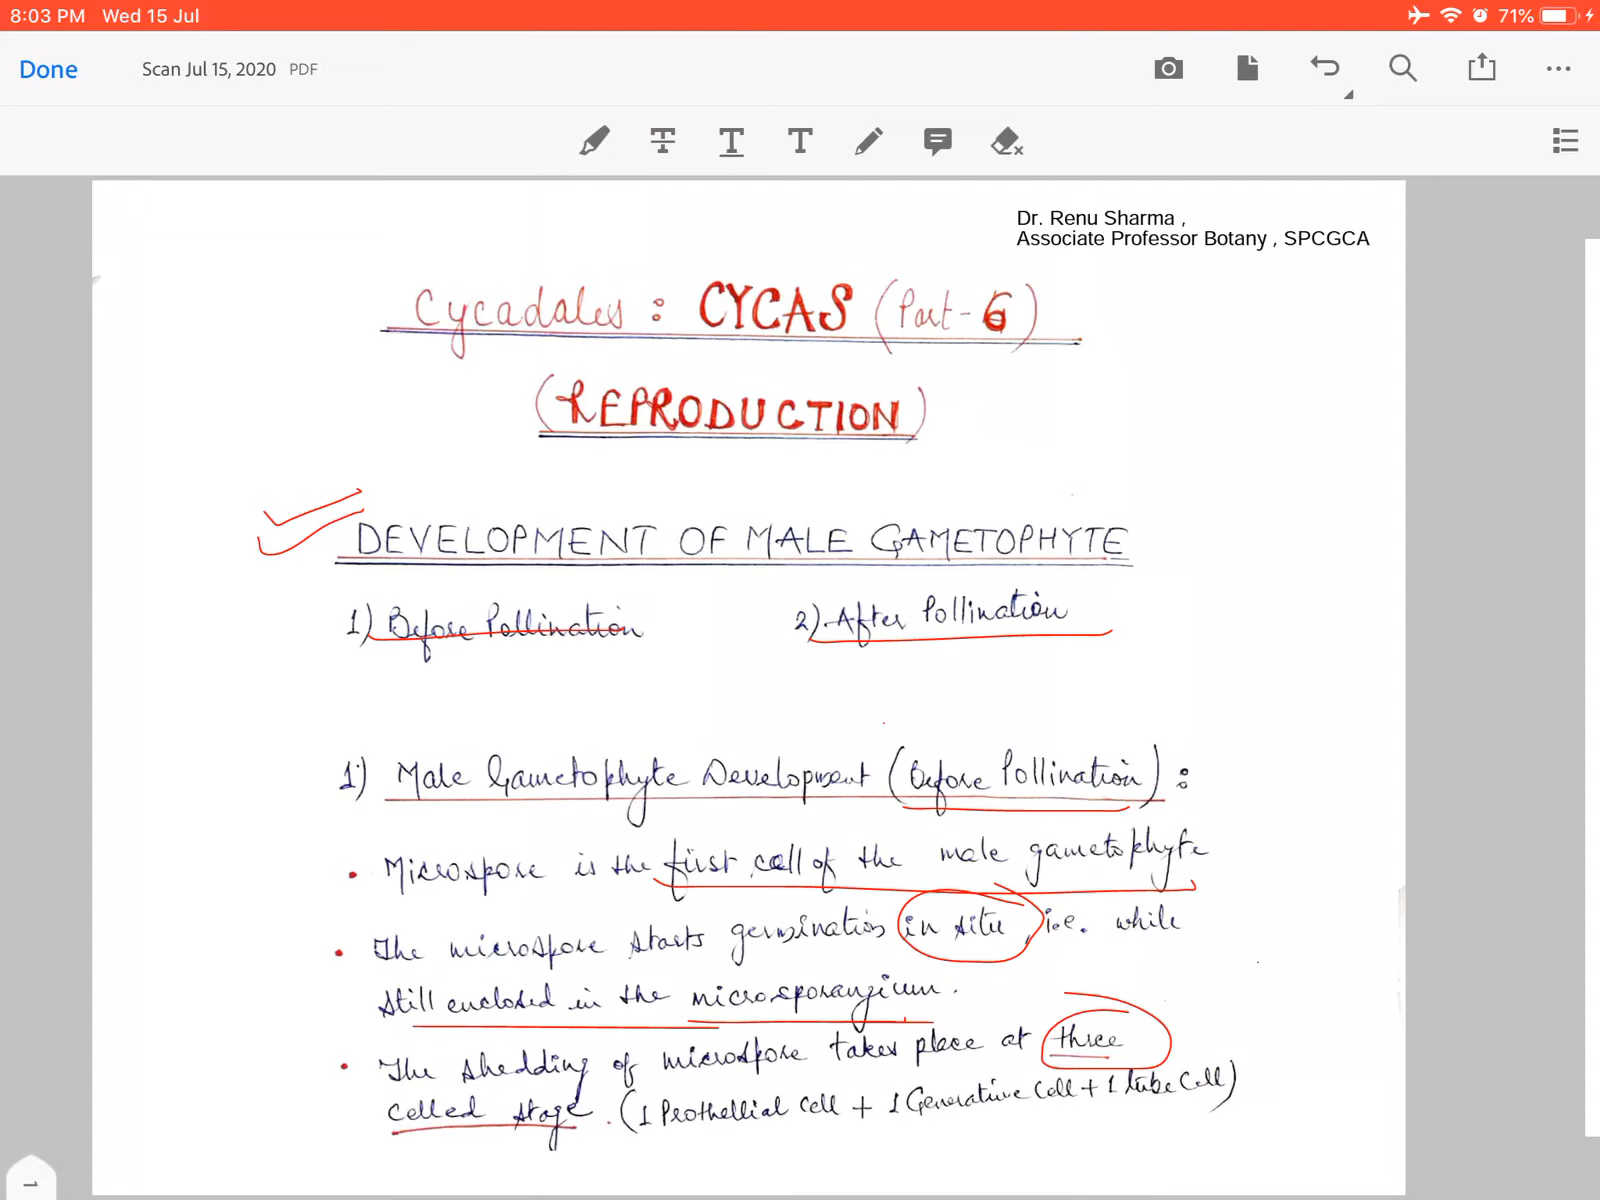 8:03 PM Wed 15 Jul
71%
Done
Scan Jul 15, 2020 PDF
Dr. Renu Sharma ,
Associate Professor Botany , SPCGCA
Cycadales : CYCAS (Part-6)
(REPRODUCTION)
DEVELOPMENT OF MALE GAMETOPHYTE
1) Before Pollination 2) After Pollination
1) Male Gametophyte Development (Before Pollination) :
• Microspore is the first cell of the male gametophyte
• The microspore starts germination in situ, i.e. while
still enclosed in the microsporangium.
• The shedding of microspore takes place at three
celled stage. (1 Prothellial cell + 1 Generative cell + 1 tube cell)
1